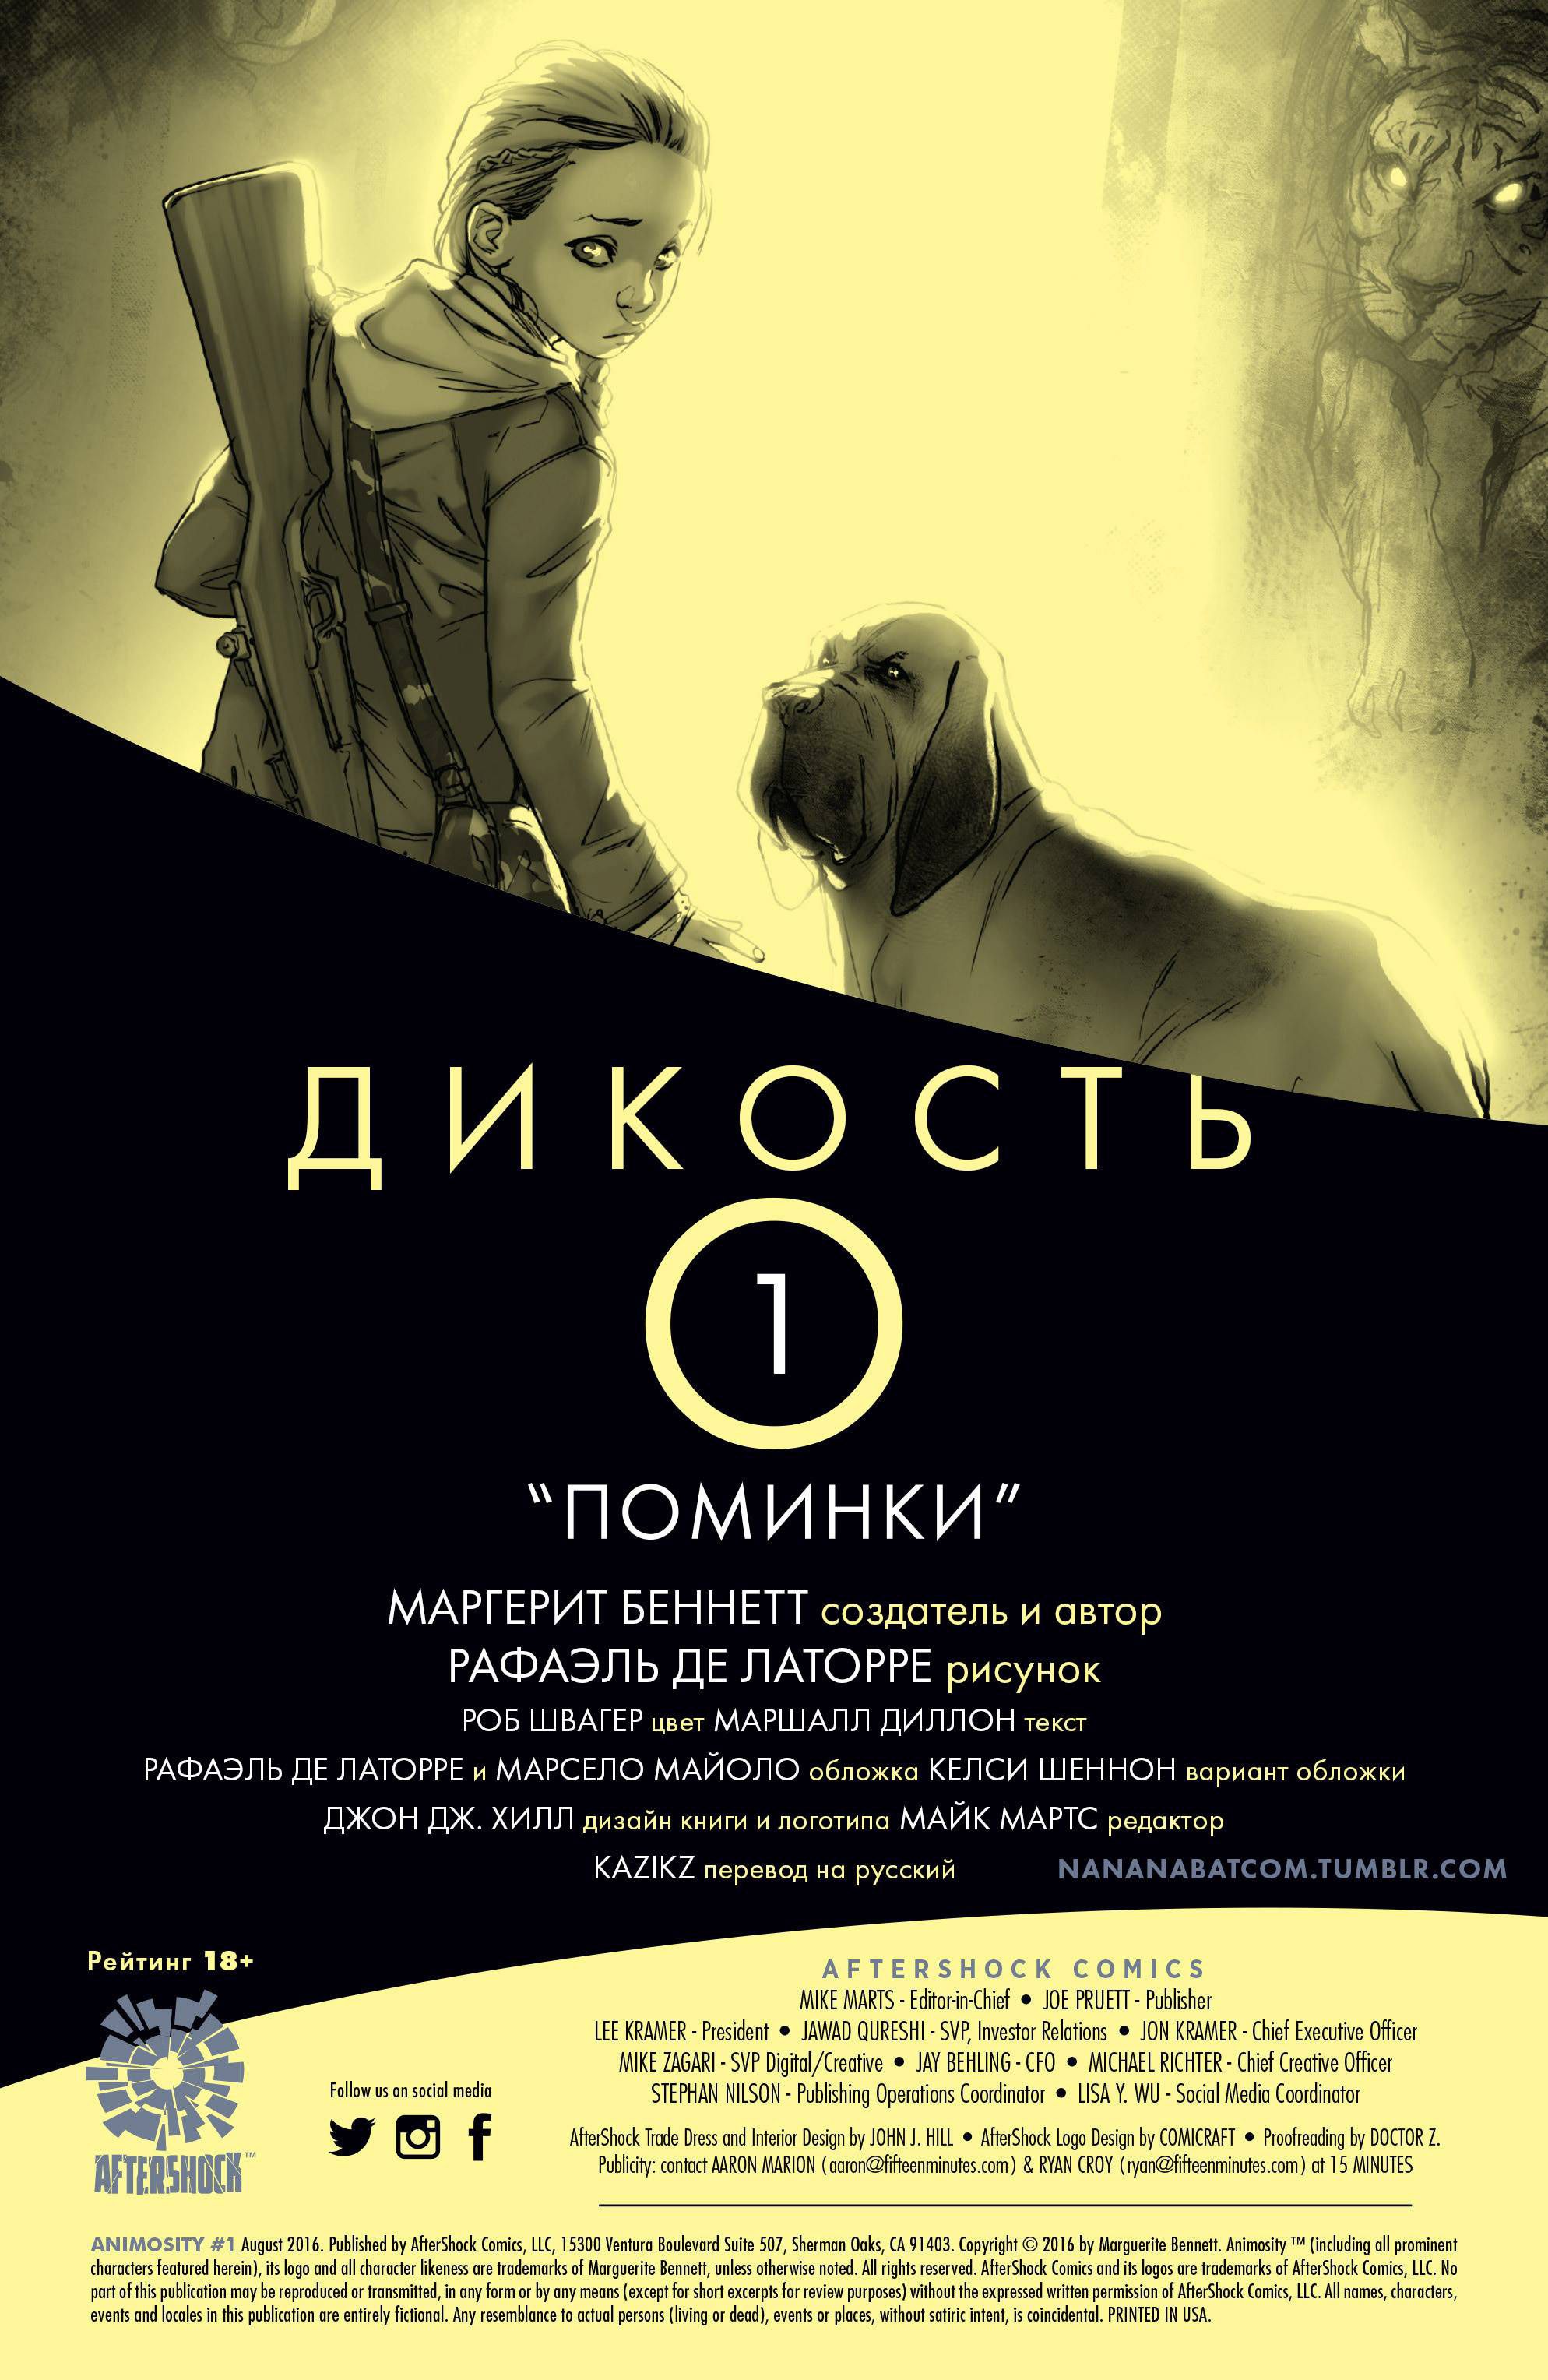 ДИКОСТЬ
1
“ПОМИНКИ”
МАРГЕРИТ БЕННЕТТ создатель и автор
РАФАЭЛЬ ДЕ ЛАТОРРЕ рисунок
РОБ ШВАГЕР цвет МАРШАЛЛ ДИЛЛОН текст
РАФАЭЛЬ ДЕ ЛАТОРРЕ и МАРСЕЛО МАЙОЛО обложка КЕЛСИ ШЕННОН вариант обложки
ДЖОН ДЖ. ХИЛЛ дизайн книги и логотипа МАЙК МАРТС редактор
KAZIKZ перевод на русский
NANANABATCOM.TUMBLR.COM
Рейтинг 18+
AFTERSHOCK™
Follow us on social media
AFTERSHOCK COMICS
MIKE MARTS - Editor-in-Chief • JOE PRUETT - Publisher
LEE KRAMER - President • JAWAD QURESHI - SVP, Investor Relations • JON KRAMER - Chief Executive Officer
MIKE ZAGARI - SVP Digital/Creative • JAY BEHLING - CFO • MICHAEL RICHTER - Chief Creative Officer
STEPHAN NILSON - Publishing Operations Coordinator • LISA Y. WU - Social Media Coordinator
AfterShock Trade Dress and Interior Design by JOHN J. HILL • AfterShock Logo Design by COMICRAFT • Proofreading by DOCTOR Z.
Publicity: contact AARON MARION (aaron@fifteenminutes.com) & RYAN CROY (ryan@fifteenminutes.com) at 15 MINUTES
ANIMOSITY #1 August 2016. Published by AfterShock Comics, LLC, 15300 Ventura Boulevard Suite 507, Sherman Oaks, CA 91403. Copyright © 2016 by Marguerite Bennett. Animosity ™ (including all prominent
characters featured herein), its logo and all character likeness are trademarks of Marguerite Bennett, unless otherwise noted. All rights reserved. AfterShock Comics and its logos are trademarks of AfterShock Comics, LLC. No
part of this publication may be reproduced or transmitted, in any form or by any means (except for short excerpts for review purposes) without the expressed written permission of AfterShock Comics, LLC. All names, characters,
events and locales in this publication are entirely fictional. Any resemblance to actual persons (living or dead), events or places, without satiric intent, is coincidental. PRINTED IN USA.